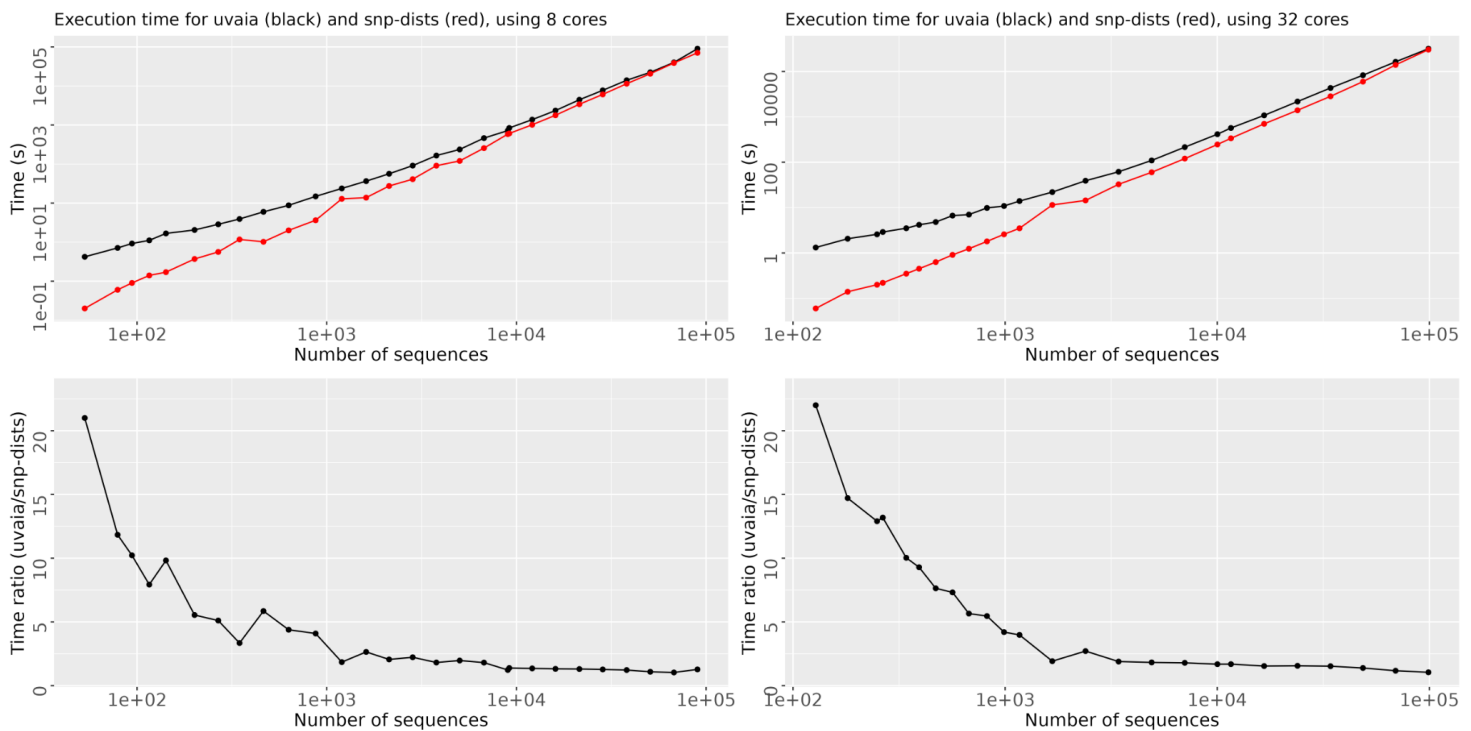 Execution time for uvaia (black) and snp-dists (red), using 8 cores
Time (s)
1e+05
1e+03
1e+01
1e-01
1e+02
1e+03
1e+04
1e+05
Number of sequences
Execution time for uvaia (black) and snp-dists (red), using 32 cores
Time (s)
10000
100
1
1e+02
1e+03
1e+04
1e+05
Number of sequences
Time ratio (uvaia/snp-dists)
20
15
10
5
0
1e+02
1e+03
1e+04
1e+05
Number of sequences
Time ratio (uvaia/snp-dists)
20
15
10
5
0
1e+02
1e+03
1e+04
1e+05
Number of sequences